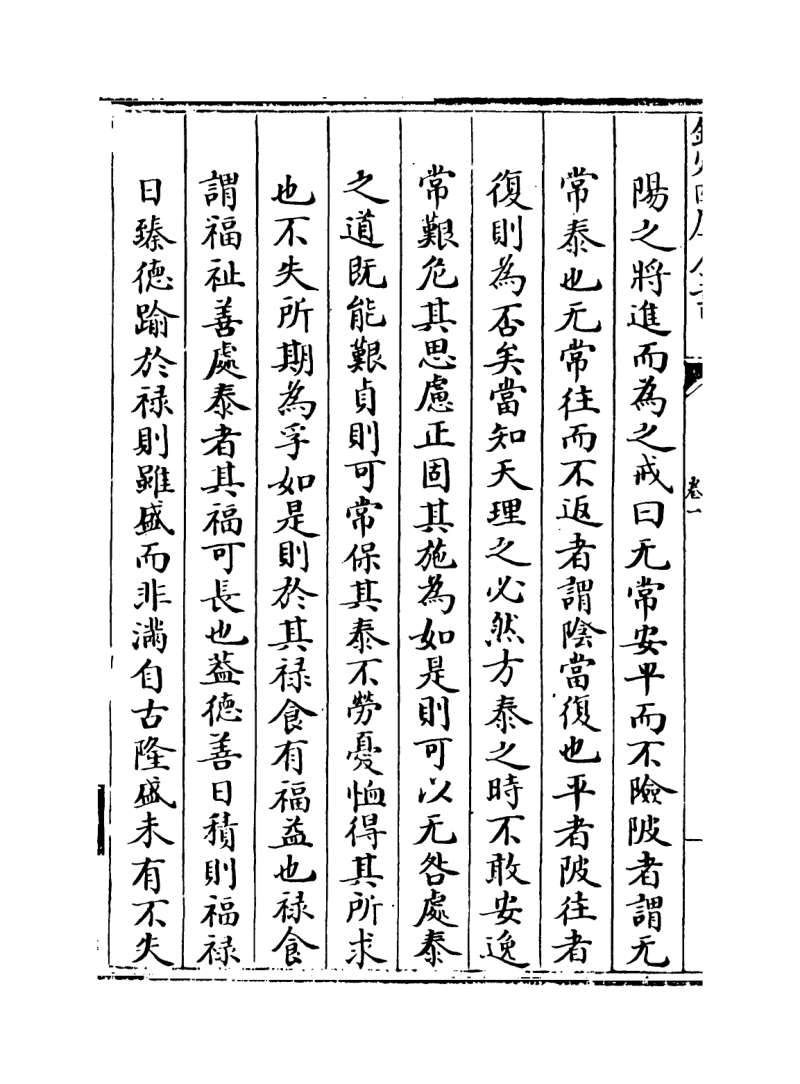 陽之將進而為之戒曰无常安平而不險陂者謂无
常泰也无常往而不返者謂陰當復也平者陂往者
復則為否矣當知天理之必然方泰之時不敢安逸
常艱危其思慮正固其施為如是則可以无咎處泰
之道既能艱貞則可常保其泰不勞憂恤得其所求
也不失所期為孚如是則於其禄食有福益也禄食
謂福祉善處泰者其福可長也葢德善日積則福禄
日臻德踰於禄則雖盛而非滿自古隆盛未有不失
卷一